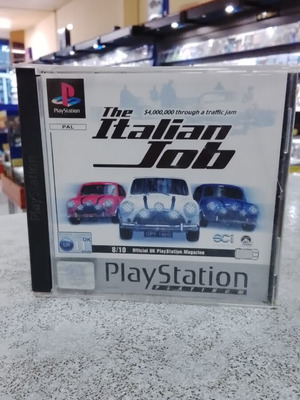 PlayStation
PAL
$4,000,000 through a traffic jam
The
Italian
Job
SCi
8/10 Official UK PlayStation Magazine
PlayStation
PLATINUM